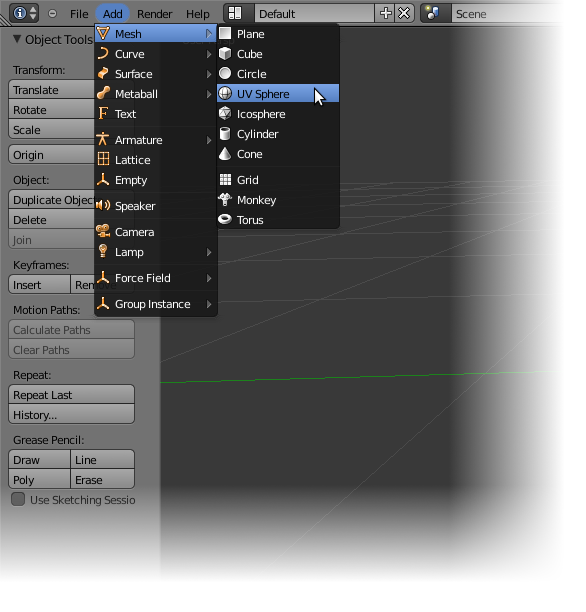 File Add Render Help Default Scene
Object Tools
Transform:
Translate
Rotate
Scale
Origin
Object:
Duplicate Objec
Delete
Join
Keyframes:
Insert
Motion Paths:
Calculate Paths
Clear Paths
Repeat:
Repeat Last
History...
Grease Pencil:
Draw Line
Poly Erase
Use Sketching Sessio
Mesh
Curve
Surface
Metaball
Text
Armature
Lattice
Empty
Speaker
Camera
Lamp
Force Field
Group Instance
Plane
Cube
Circle
UV Sphere
Icosphere
Cylinder
Cone
Grid
Monkey
Torus